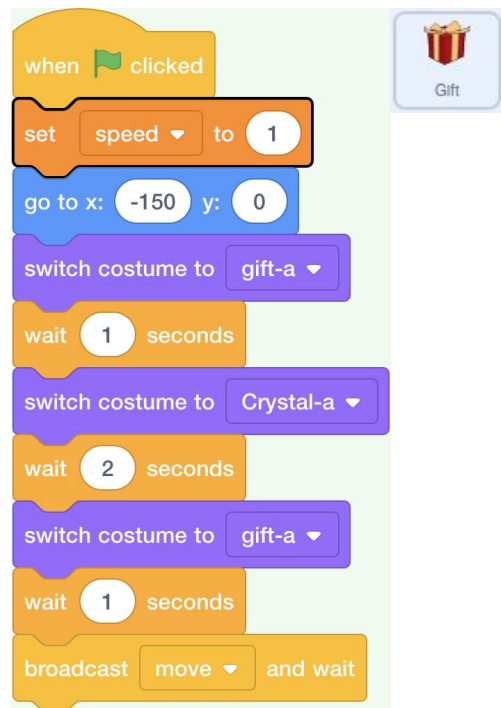 when clicked
set speed to 1
go to x: -150 y: 0
switch costume to gift-a
wait 1 seconds
switch costume to Crystal-a
wait 2 seconds
switch costume to gift-a
wait 1 seconds
broadcast move and wait
Gift